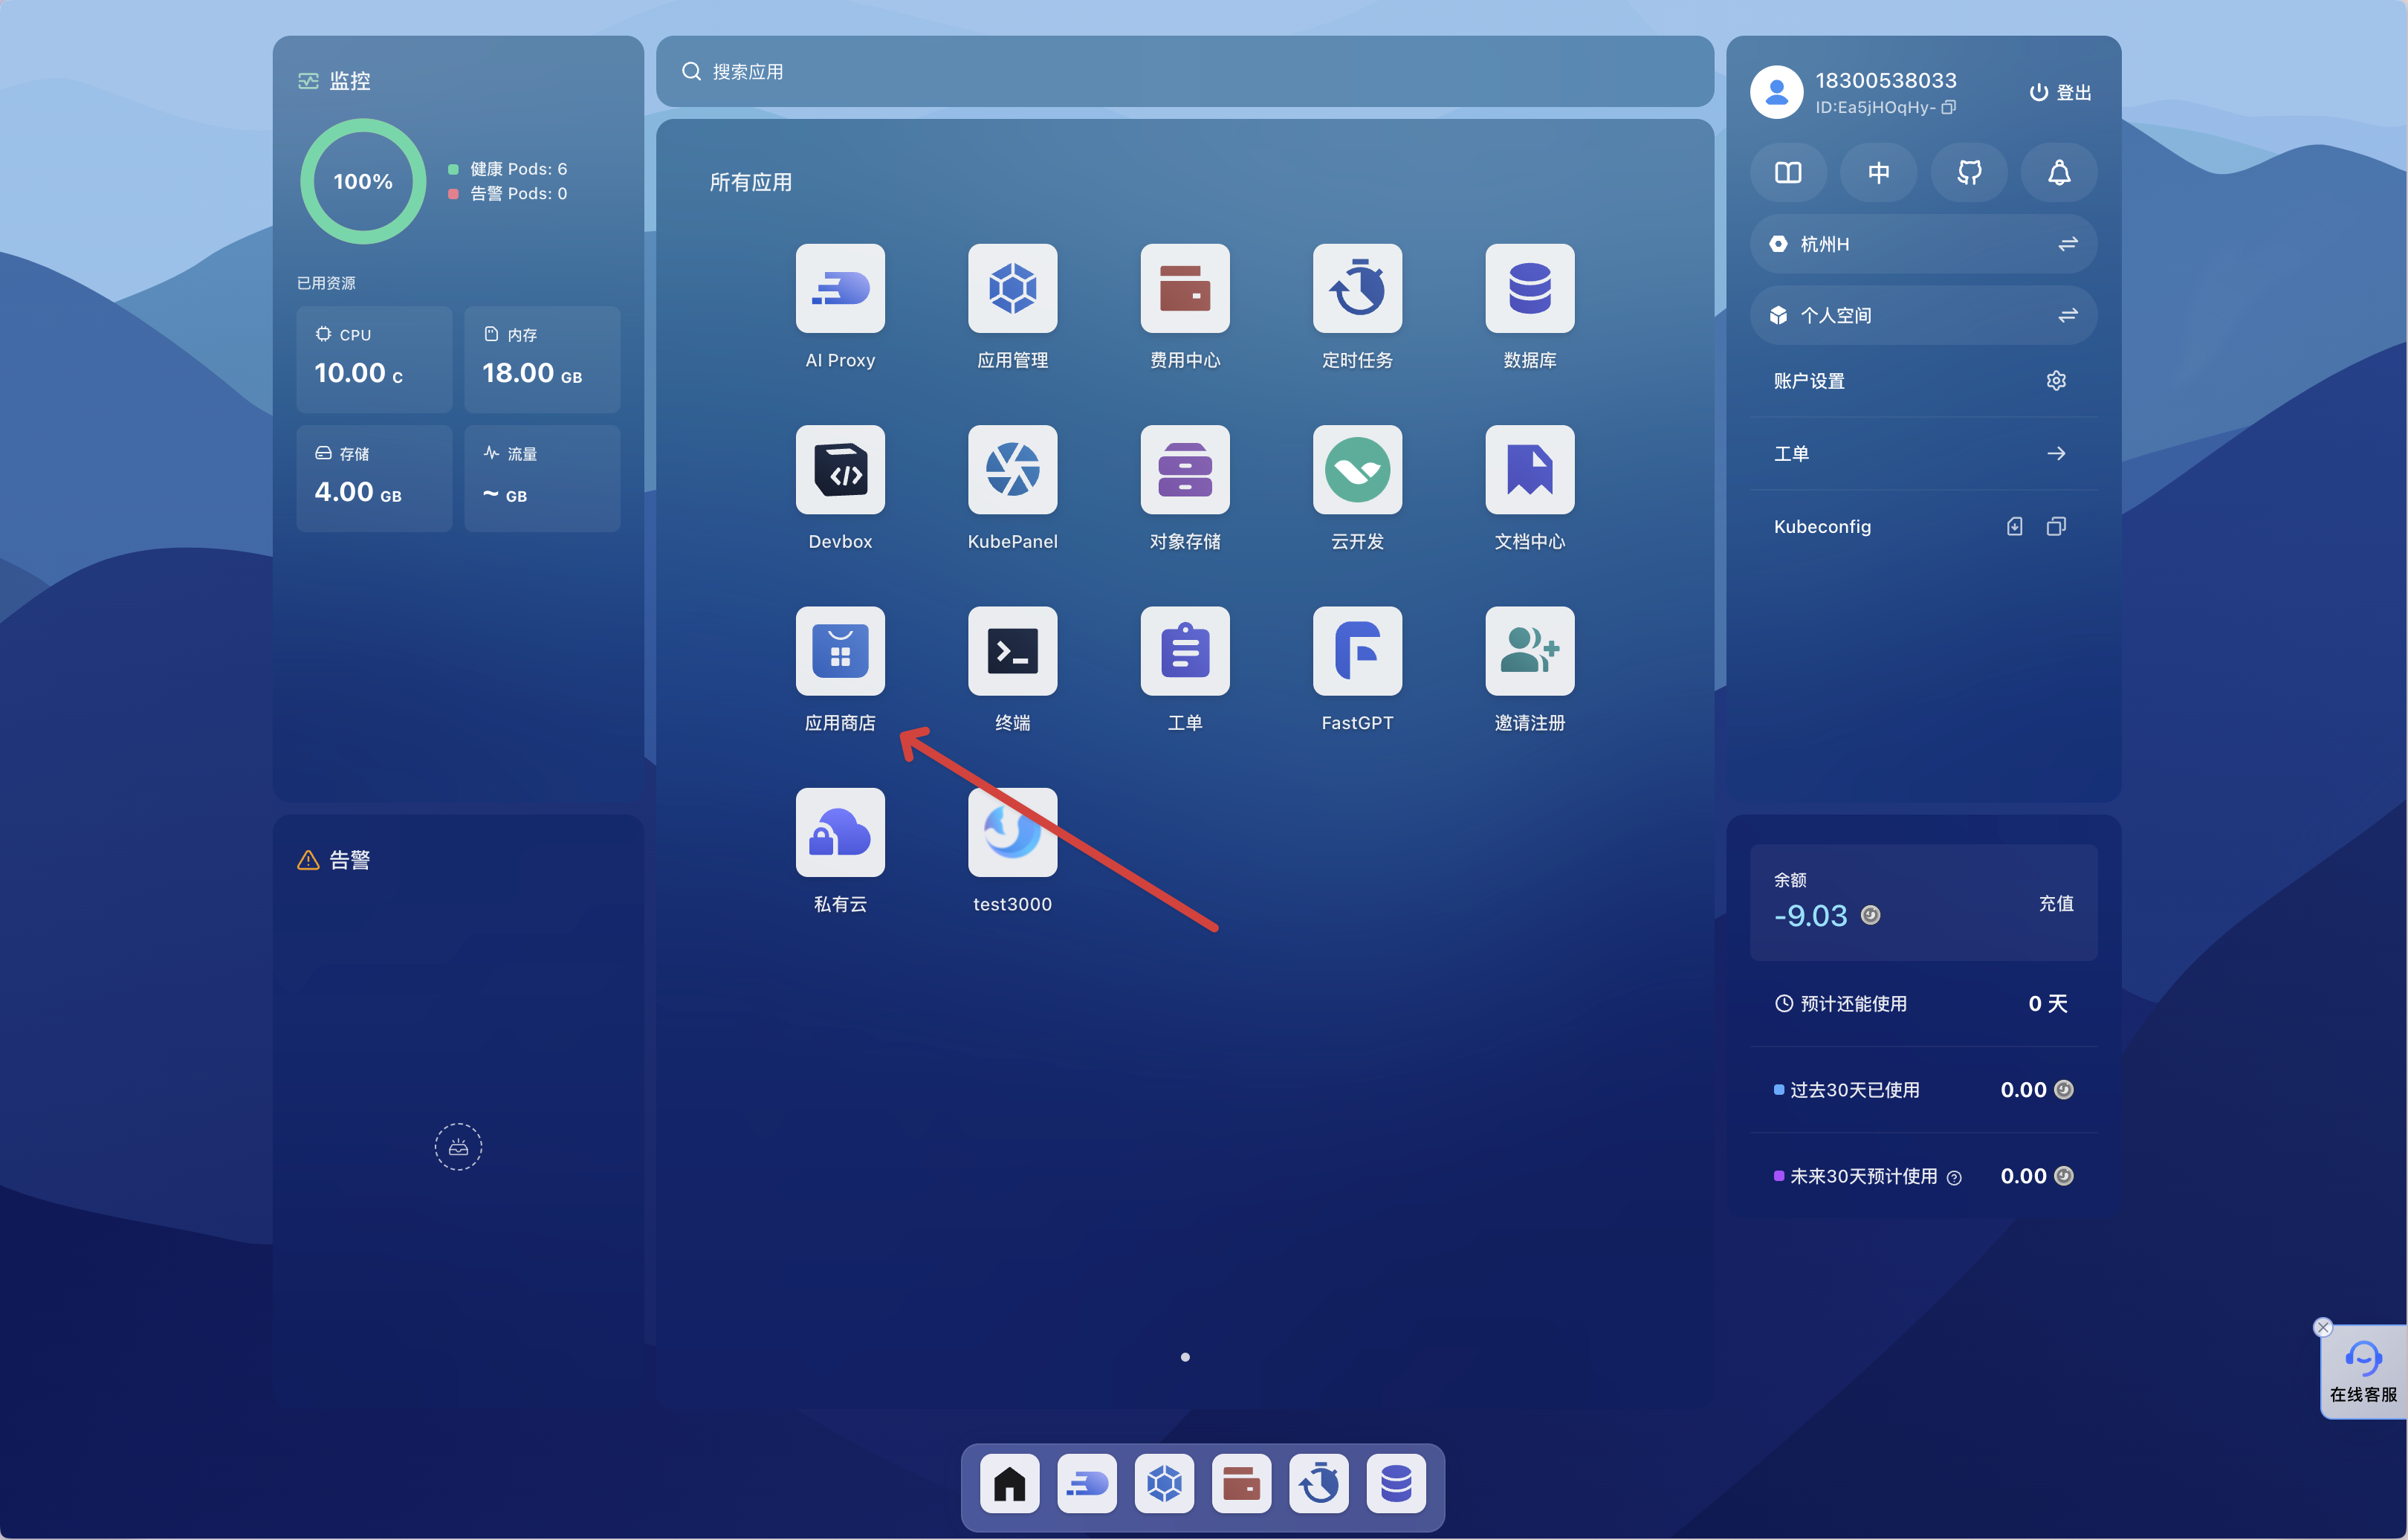 监控
100%
健康 Pods: 6
告警 Pods: 0
已用资源
CPU
10.00 C
内存
18.00 GB
存储
4.00 GB
流量
~ GB
告警
搜索应用
所有应用
AI Proxy
应用管理
费用中心
定时任务
数据库
Devbox
KubePanel
对象存储
云开发
文档中心
应用商店
终端
工单
FastGPT
邀请注册
私有云
test3000
18300538033
ID:Ea5jHOqHy-
登出
中
杭州H
个人空间
账户设置
工单
Kubeconfig
余额
-9.03
充值
预计还能使用
0 天
过去30天已使用
0.00
未来30天预计使用
0.00
在线客服